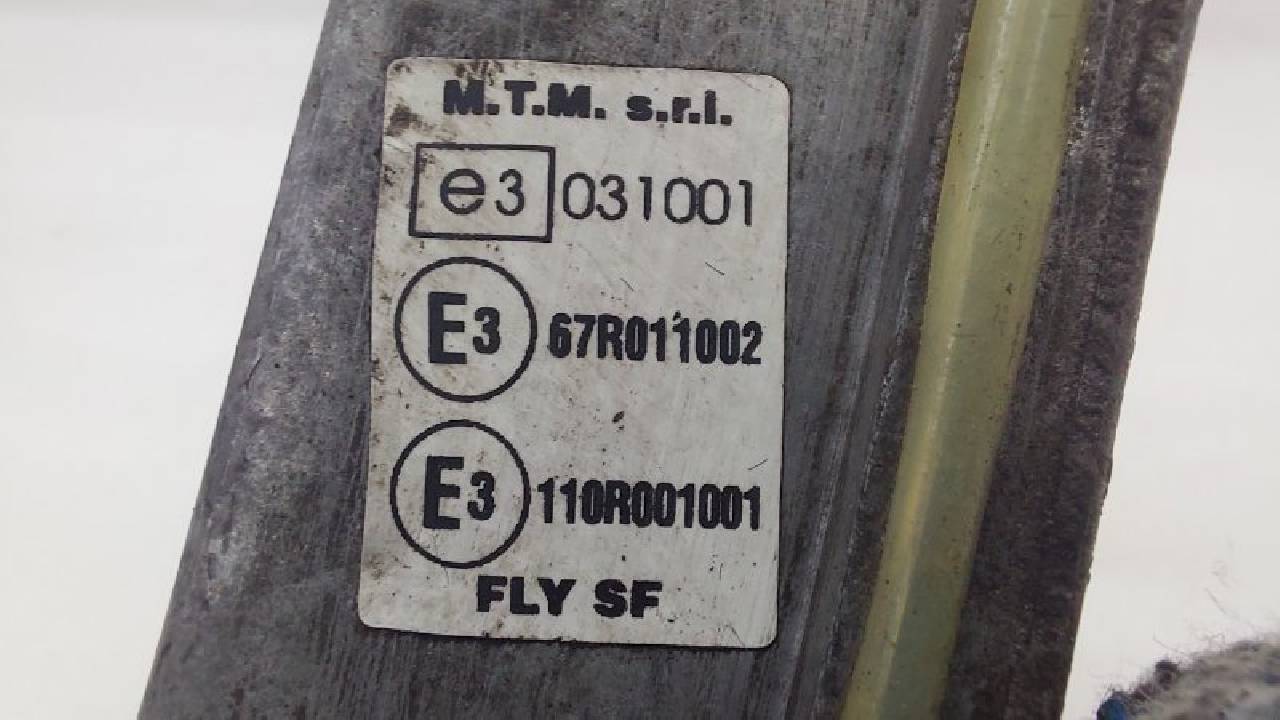 M.T.M. s.r.l.
e3 031001
E3 67R011002
E3 110R001001
FLY SF